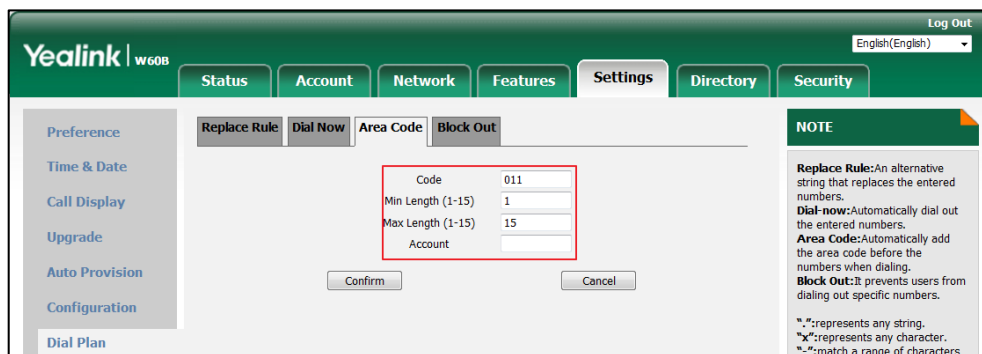 Log Out
English(English)
Yealink | W60B
Status Account Network Features Settings Directory Security
Preference
Time & Date
Call Display
Upgrade
Auto Provision
Configuration
Dial Plan
Replace Rule Dial Now Area Code Block Out
Code 011
Min Length (1-15) 1
Max Length (1-15) 15
Account
Confirm Cancel
NOTE
Replace Rule:An alternative
string that replaces the entered
numbers.
Dial-now:Automatically dial out
the entered numbers.
Area Code:Automatically add
the area code before the
numbers when dialing.
Block Out:It prevents users from
dialing out specific numbers.
".":represents any string.
"x":represents any character.
"-":match a range of characters